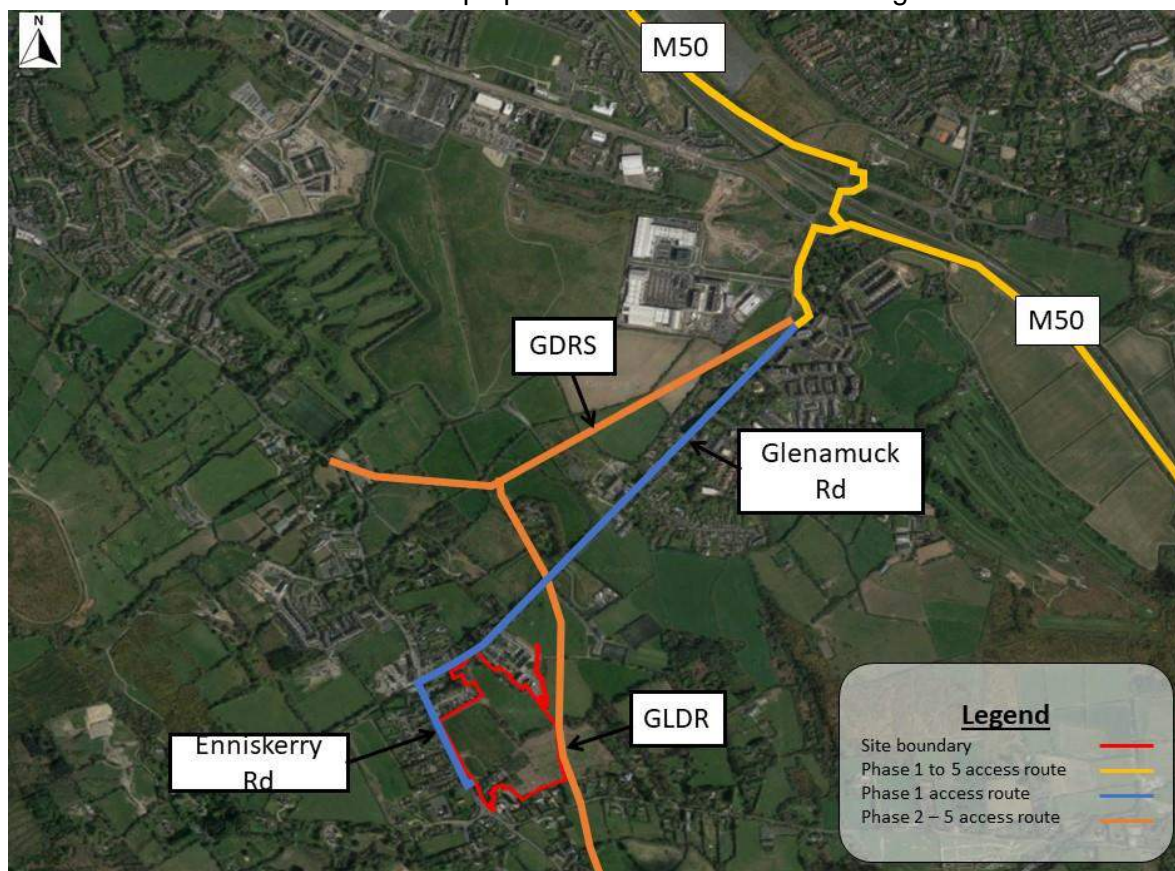 N
M50
M50
GDRS
Glenamuck
Rd
GLDR
Enniskerry
Rd
Legend
Site boundary
Phase 1 to 5 access route
Phase 1 access route
Phase 2 – 5 access route